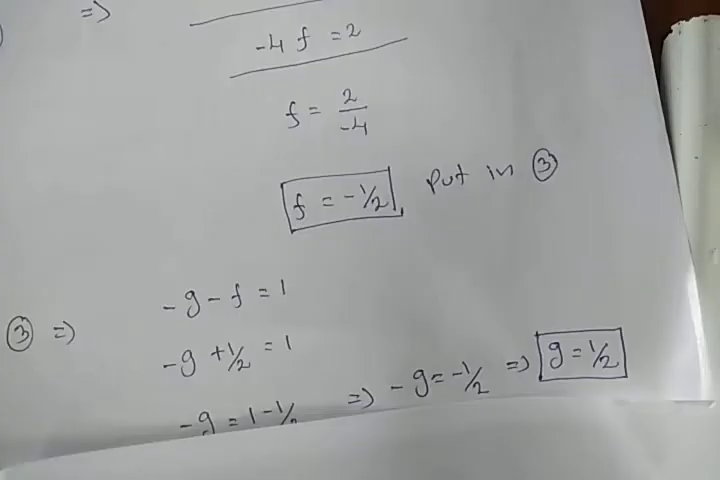 =>
-4 f = 2
f = 2/-4
f = -1/2, put in ③
③ => -g - f = 1
-g + 1/2 = 1
-g = 1 - 1/2 => -g = -1/2 => g = 1/2